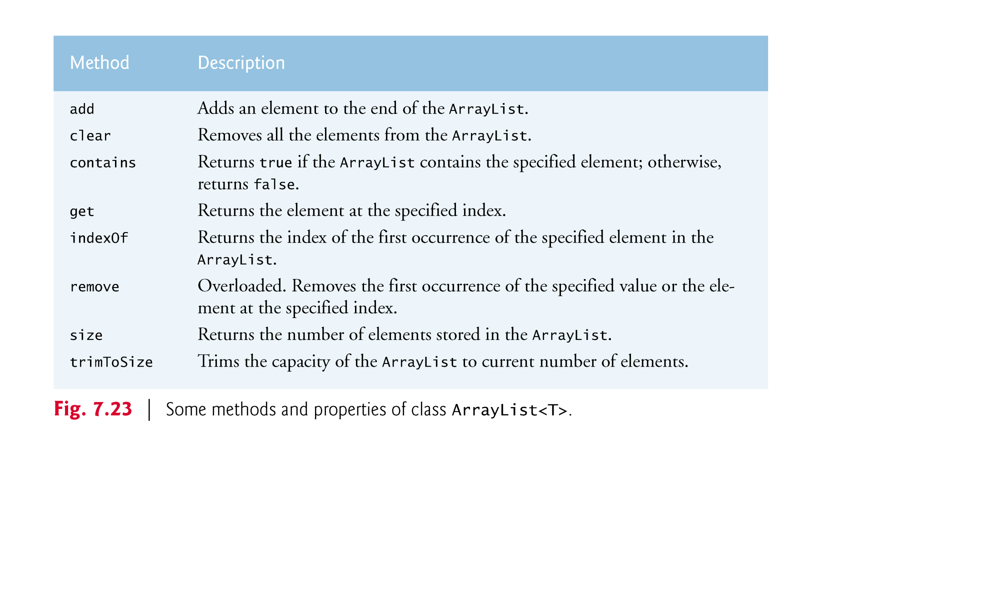 Method Description
add Adds an element to the end of the ArrayList.
clear Removes all the elements from the ArrayList.
contains Returns true if the ArrayList contains the specified element; otherwise,
returns false.
get Returns the element at the specified index.
indexOf Returns the index of the first occurrence of the specified element in the
ArrayList.
remove Overloaded. Removes the first occurrence of the specified value or the ele-
ment at the specified index.
size Returns the number of elements stored in the ArrayList.
trimToSize Trims the capacity of the ArrayList to current number of elements.
Fig. 7.23 | Some methods and properties of class ArrayList<T>.